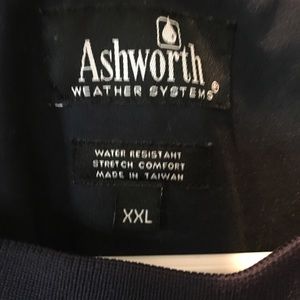 Ashworth
WEATHER SYSTEMS®
WATER RESISTANT
STRETCH COMFORT
MADE IN TAIWAN
XXL